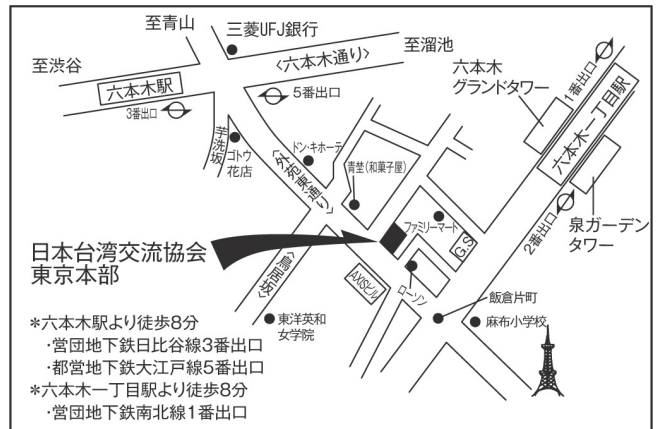 至青山
三菱UFJ銀行
至渋谷
〈六本木通り〉
至溜池
六本木駅
3番出口
5番出口
六本木
グランドタワー
1番出口
六本木一丁目駅
芋洗坂
ゴトウ
花店
ドン・キホーテ
〈外苑東通り〉
青埜(和菓子屋)
ファミリーマート
G.S
2番出口
泉ガーデン
タワー
日本台湾交流協会
東京本部
〈鳥居坂〉
AXISビル
ローソン
飯倉片町
麻布小学校
東洋英和
女学院
*六本木駅より徒歩8分
・営団地下鉄日比谷線3番出口
・都営地下鉄大江戸線5番出口
*六本木一丁目駅より徒歩8分
・営団地下鉄南北線1番出口